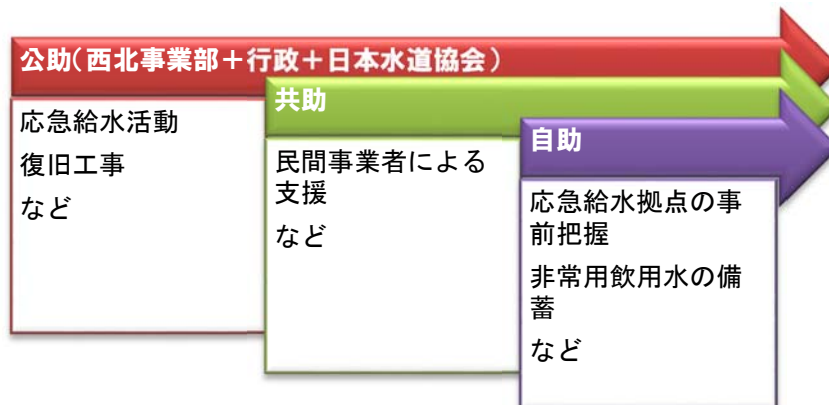 公助(西北事業部＋行政＋日本水道協会)
応急給水活動
復旧工事
など
共助
民間事業者による
支援
など
自助
応急給水拠点の事
前把握
非常用飲用水の備
蓄
など